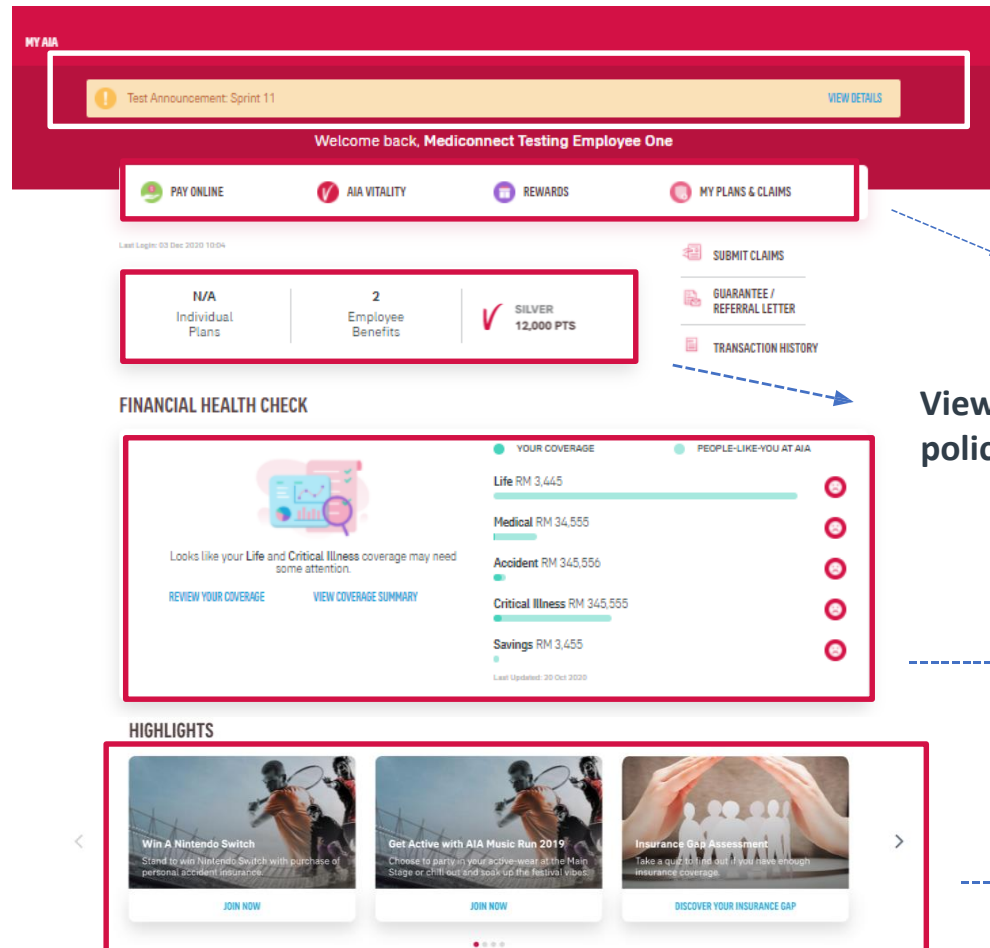 MY AIA
Test Announcement: Sprint 11 VIEW DETAILS
Welcome back, Mediconnect Testing Employee One
PAY ONLINE AIA VITALITY REWARDS MY PLANS & CLAIMS
Last Login: 03 Dec 2020 10:04
SUBMIT CLAIMS
GUARANTEE /
REFERRAL LETTER
TRANSACTION HISTORY
N/A
Individual
Plans
2
Employee
Benefits
SILVER
12,000 PTS
View
polic
FINANCIAL HEALTH CHECK
Looks like your Life and Critical Illness coverage may need
some attention.
REVIEW YOUR COVERAGE VIEW COVERAGE SUMMARY
YOUR COVERAGE PEOPLE-LIKE-YOU AT AIA
Life RM 3,445
Medical RM 34,555
Accident RM 345,556
Critical Illness RM 345,555
Savings RM 3,455
Last Updated: 20 Oct 2020
HIGHLIGHTS
Win A Nintendo Switch
Stand to win Nintendo Switch with purchase of
personal accident insurance.
JOIN NOW
Get Active with AIA Music Run 2019
Choose to party in your active-wear at the Main
Stage or chill out and soak up the festival vibes.
JOIN NOW
Insurance Gap Assessment
Take a quiz to find out if you have enough
insurance coverage.
DISCOVER YOUR INSURANCE GAP